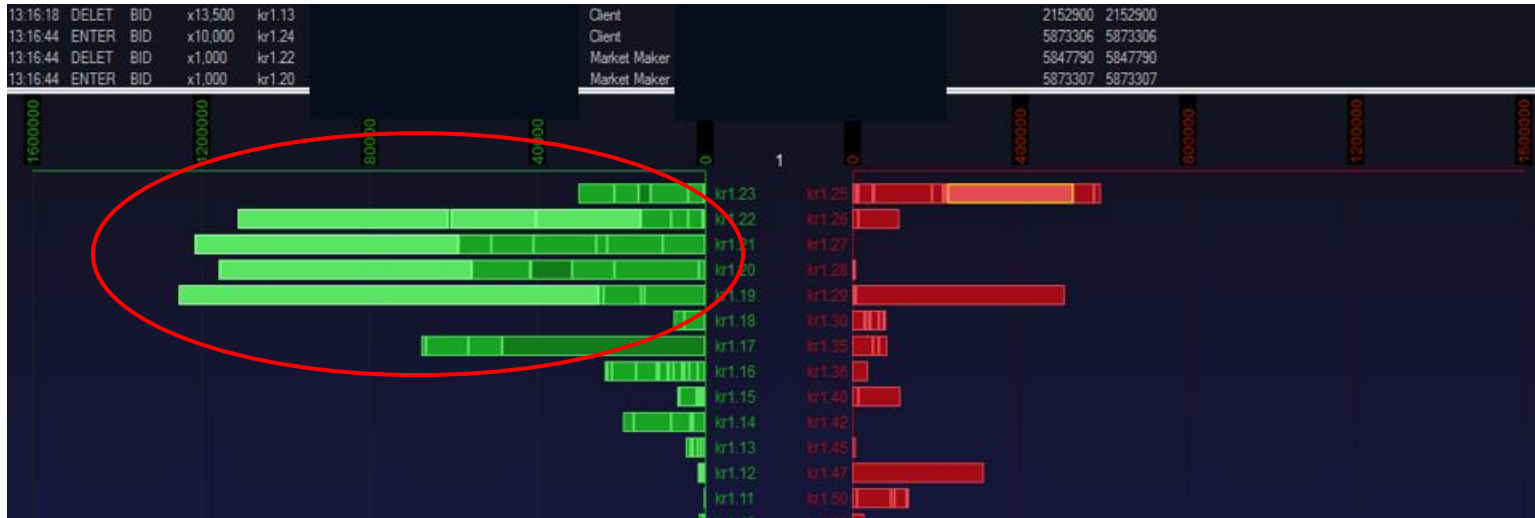 13:16:18 DELET BID x13,500 kr1.13 Client 2152900 2152900
13:16:44 ENTER BID x10,000 kr1.24 Client 5873306 5873306
13:16:44 DELET BID x1,000 kr1.22 Market Maker 5847790 5847790
13:16:44 ENTER BID x1,000 kr1.20 Market Maker 5873307 5873307
1600000 1200000 800000 400000 0 1 0 400000 800000 1200000 1600000
kr1.23 kr1.25
kr1.22 kr1.26
kr1.21 kr1.27
kr1.20 kr1.28
kr1.19 kr1.29
kr1.18 kr1.30
kr1.17 kr1.35
kr1.16 kr1.36
kr1.15 kr1.40
kr1.14 kr1.42
kr1.13 kr1.45
kr1.12 kr1.47
kr1.11 kr1.50